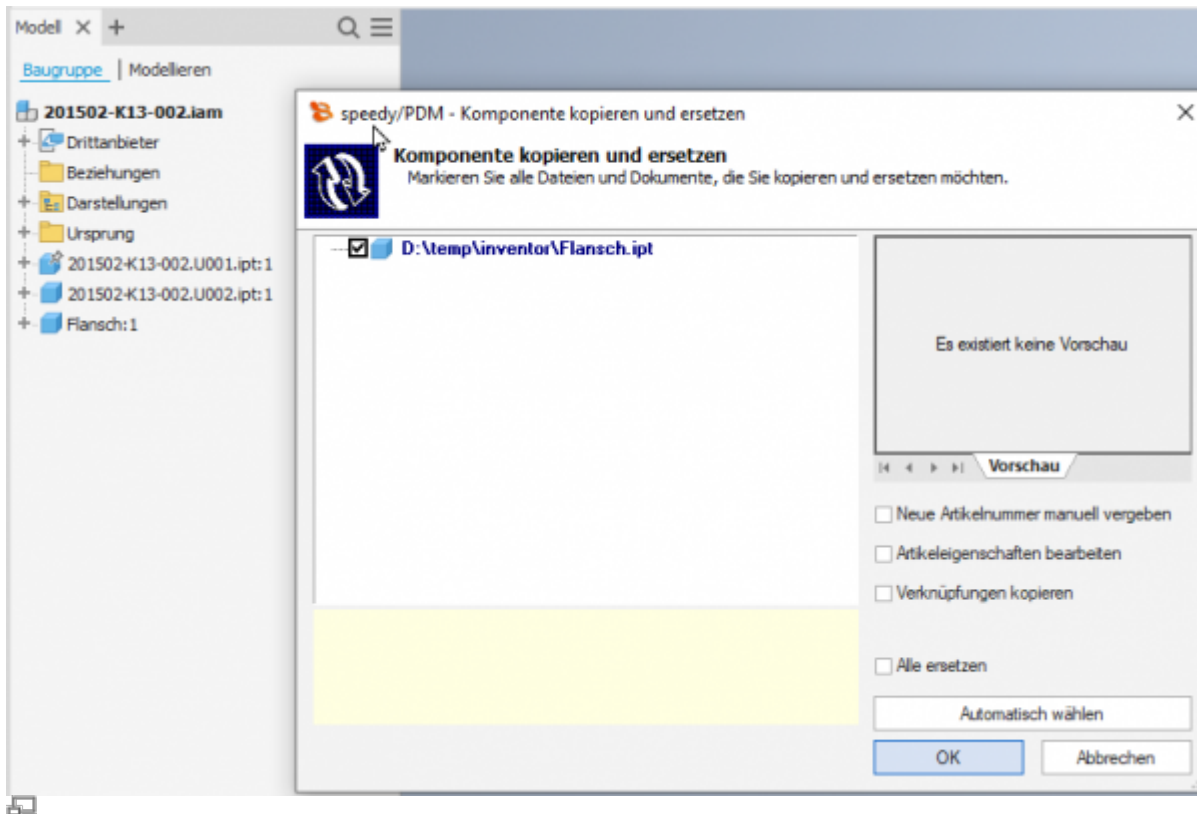 Modell
Baugruppe | Modellieren
201502-K13-002.iam
Drittanbieter
Beziehungen
Darstellungen
Ursprung
201502-K13-002.U001.ipt:1
201502-K13-002.U002.ipt:1
Flansch:1
speedy/PDM - Komponente kopieren und ersetzen
Komponente kopieren und ersetzen
Markieren Sie alle Dateien und Dokumente, die Sie kopieren und ersetzen möchten.
D:\temp\inventor\Flansch.ipt
Es existiert keine Vorschau
Vorschau
Neue Artikelnummer manuell vergeben
Artikeleigenschaften bearbeiten
Verknüpfungen kopieren
Alle ersetzen
Automatisch wählen
OK Abbrechen